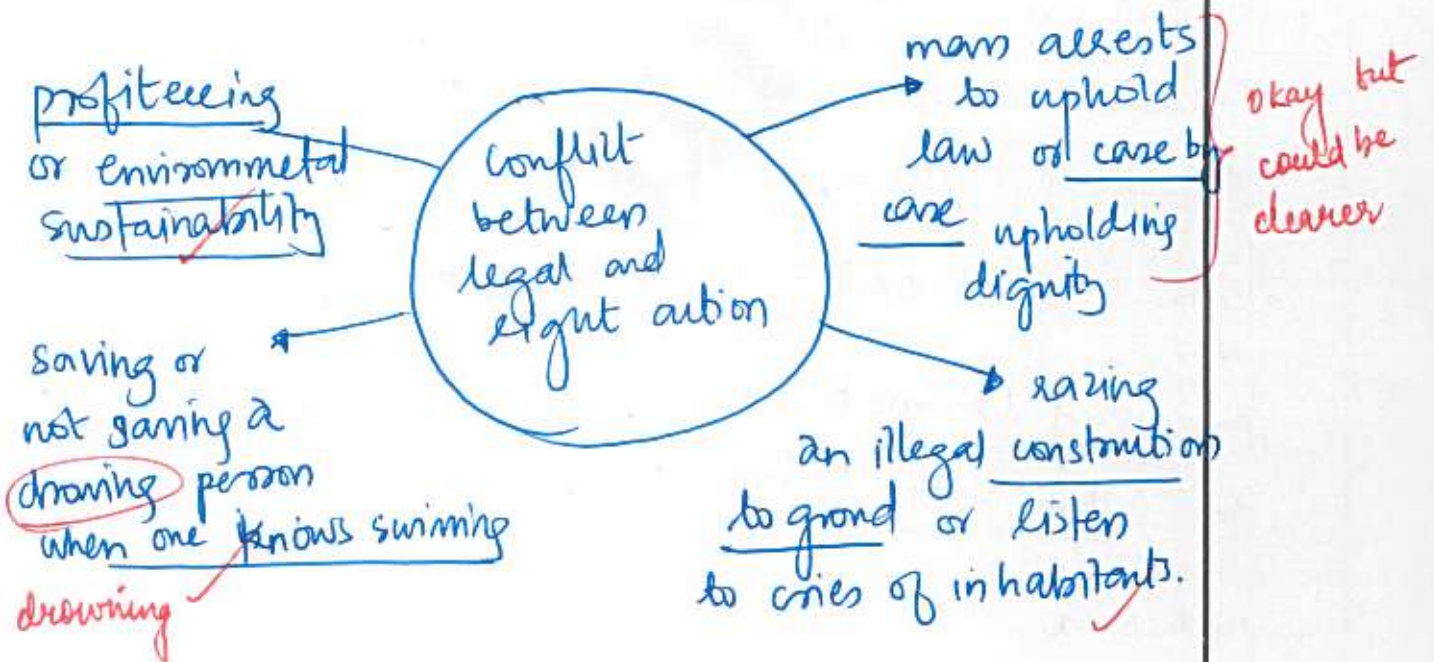 profiteering
or environmetal
sustainability
conflict
between
legal and
right action
mass arrests
to uphold
law or case by
case upholding
dignity
okay but
could be
clearer
saving or
not saving a
drowing person
when one knows swiming
drowning
razing
an illegal construction
to grond or listen
to cries of inhabitants.